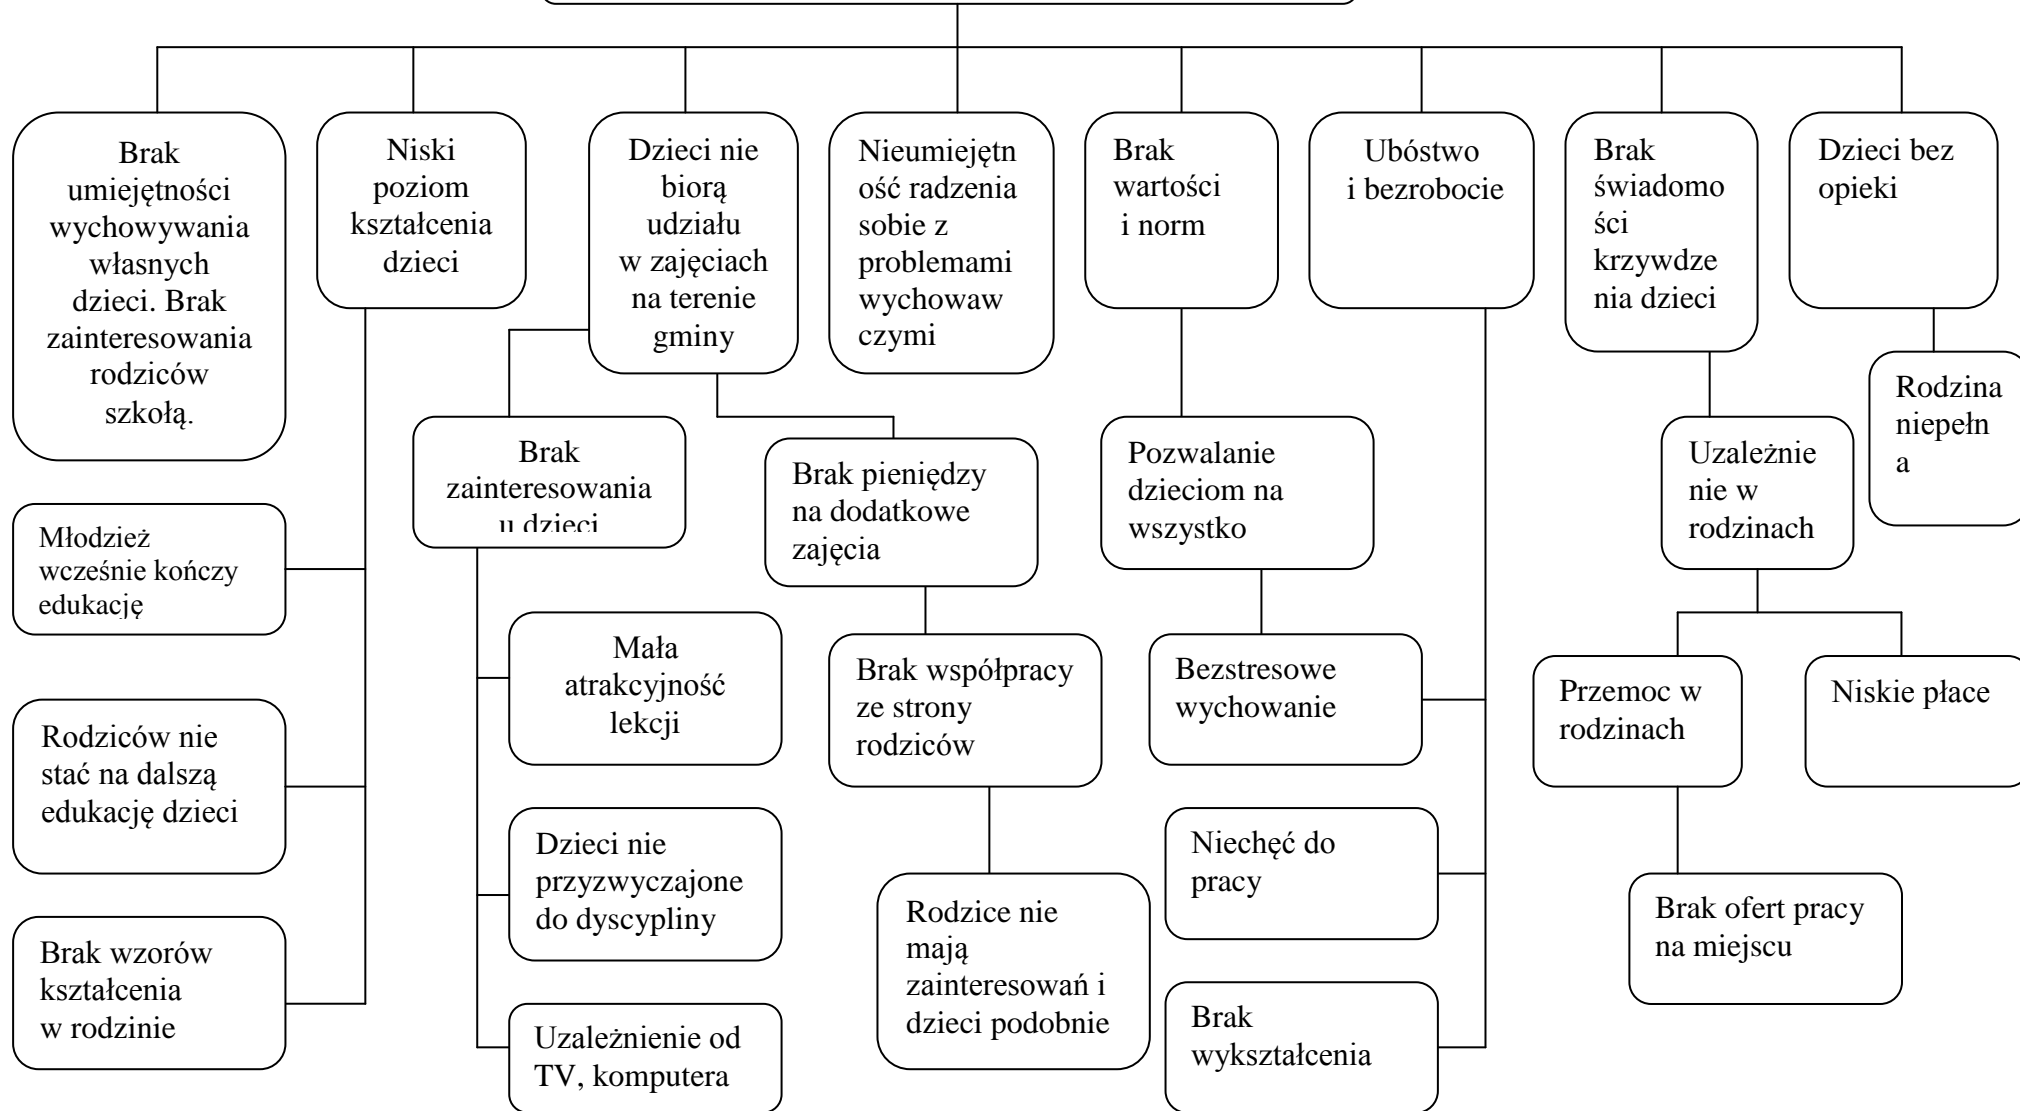 Brak
umiejętności
wychowywania
własnych
dzieci. Brak
zainteresowania
rodziców
szkołą.
Niski
poziom
kształcenia
dzieci
Dzieci nie
biorą
udziału
w zajęciach
na terenie
gminy
Nieumiejętn
ość radzenia
sobie z
problemami
wychowaw
czymi
Brak
wartości
i norm
Ubóstwo
i bezrobocie
Brak
świadomo
ści
krzywdze
nia dzieci
Dzieci bez
opieki
Rodzina
niepełn
a
Brak
zainteresowania
u dzieci
Brak pieniędzy
na dodatkowe
zajęcia
Pozwalanie
dzieciom na
wszystko
Uzależnie
nie w
rodzinach
Młodzież
wcześnie kończy
edukację
Mała
atrakcyjność
lekcji
Brak współpracy
ze strony
rodziców
Bezstresowe
wychowanie
Przemoc w
rodzinach
Niskie płace
Rodziców nie
stać na dalszą
edukację dzieci
Dzieci nie
przyzwyczajone
do dyscypliny
Rodzice nie
mają
zainteresowań i
dzieci podobnie
Niechęć do
pracy
Brak ofert pracy
na miejscu
Brak wzorów
kształcenia
w rodzinie
Uzależnienie od
TV, komputera
Brak
wykształcenia